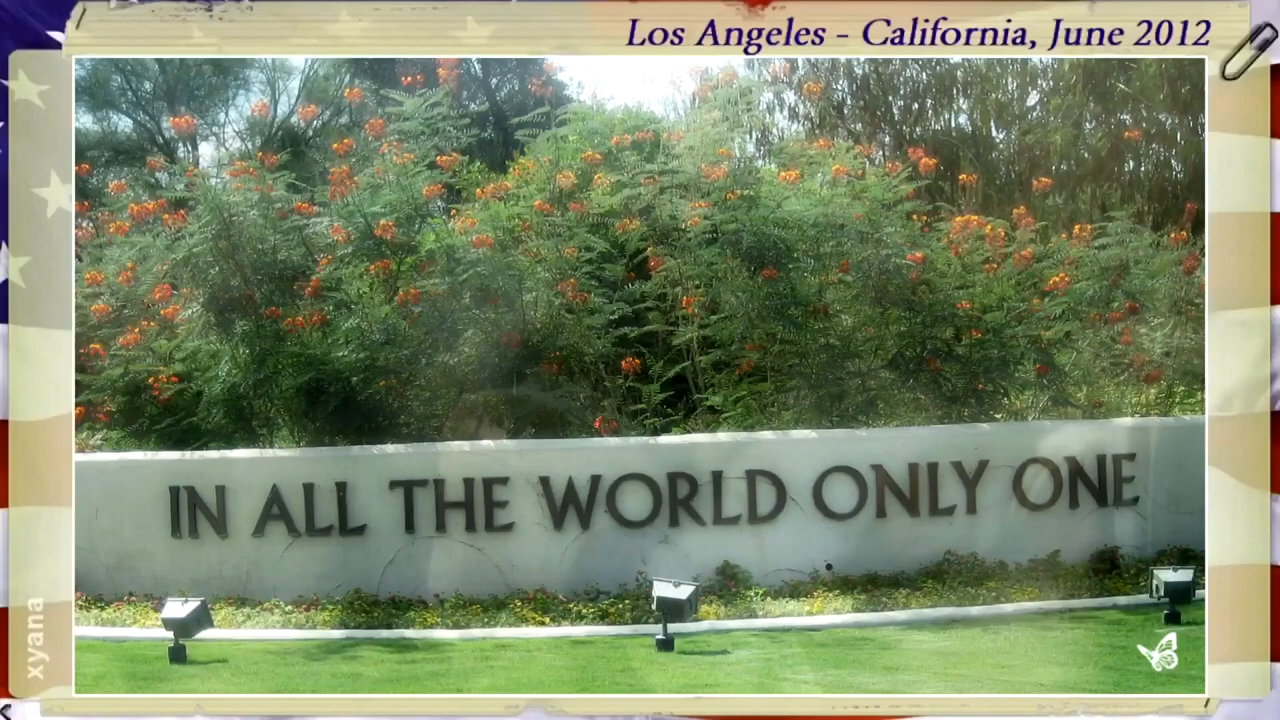 Los Angeles - California, June 2012
IN ALL THE WORLD ONLY ONE
xyana